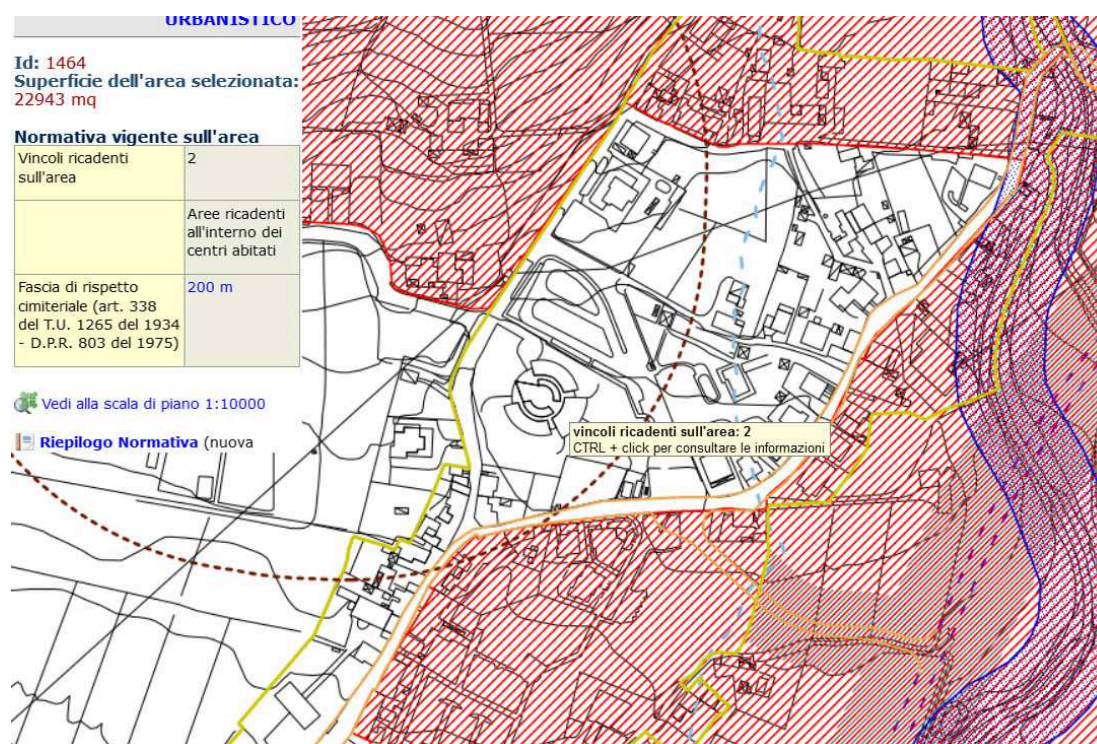 URBANISTICO
Id: 1464
Superficie dell'area selezionata:
22943 mq
Normativa vigente sull'area
Vincoli ricadenti
sull'area
2
Aree ricadenti
all'interno dei
centri abitati
Fascia di rispetto
cimiteriale (art. 338
del T.U. 1265 del 1934
- D.P.R. 803 del 1975)
200 m
Vedi alla scala di piano 1:10000
Riepilogo Normativa (nuova
vincoli ricadenti sull'area: 2
CTRL + click per consultare le informazioni